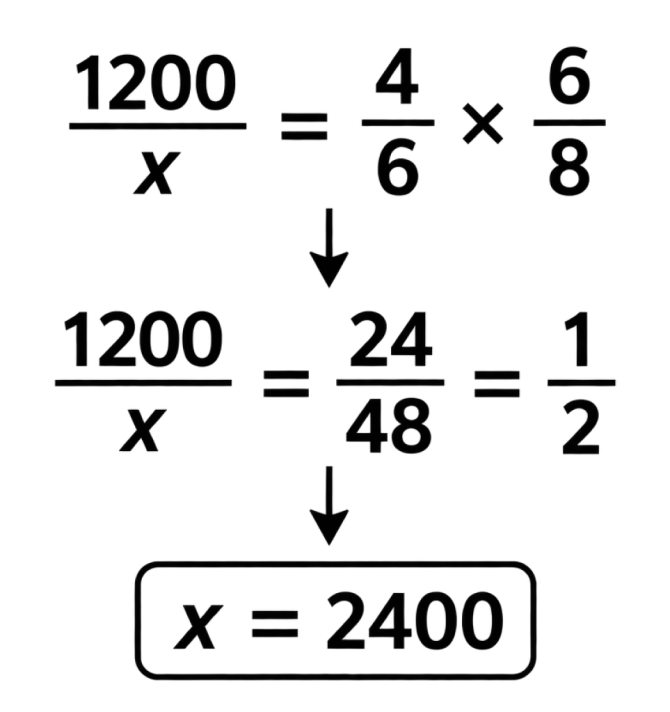 1200/x = 4/6 × 6/8
↓
1200/x = 24/48 = 1/2
↓
x = 2400